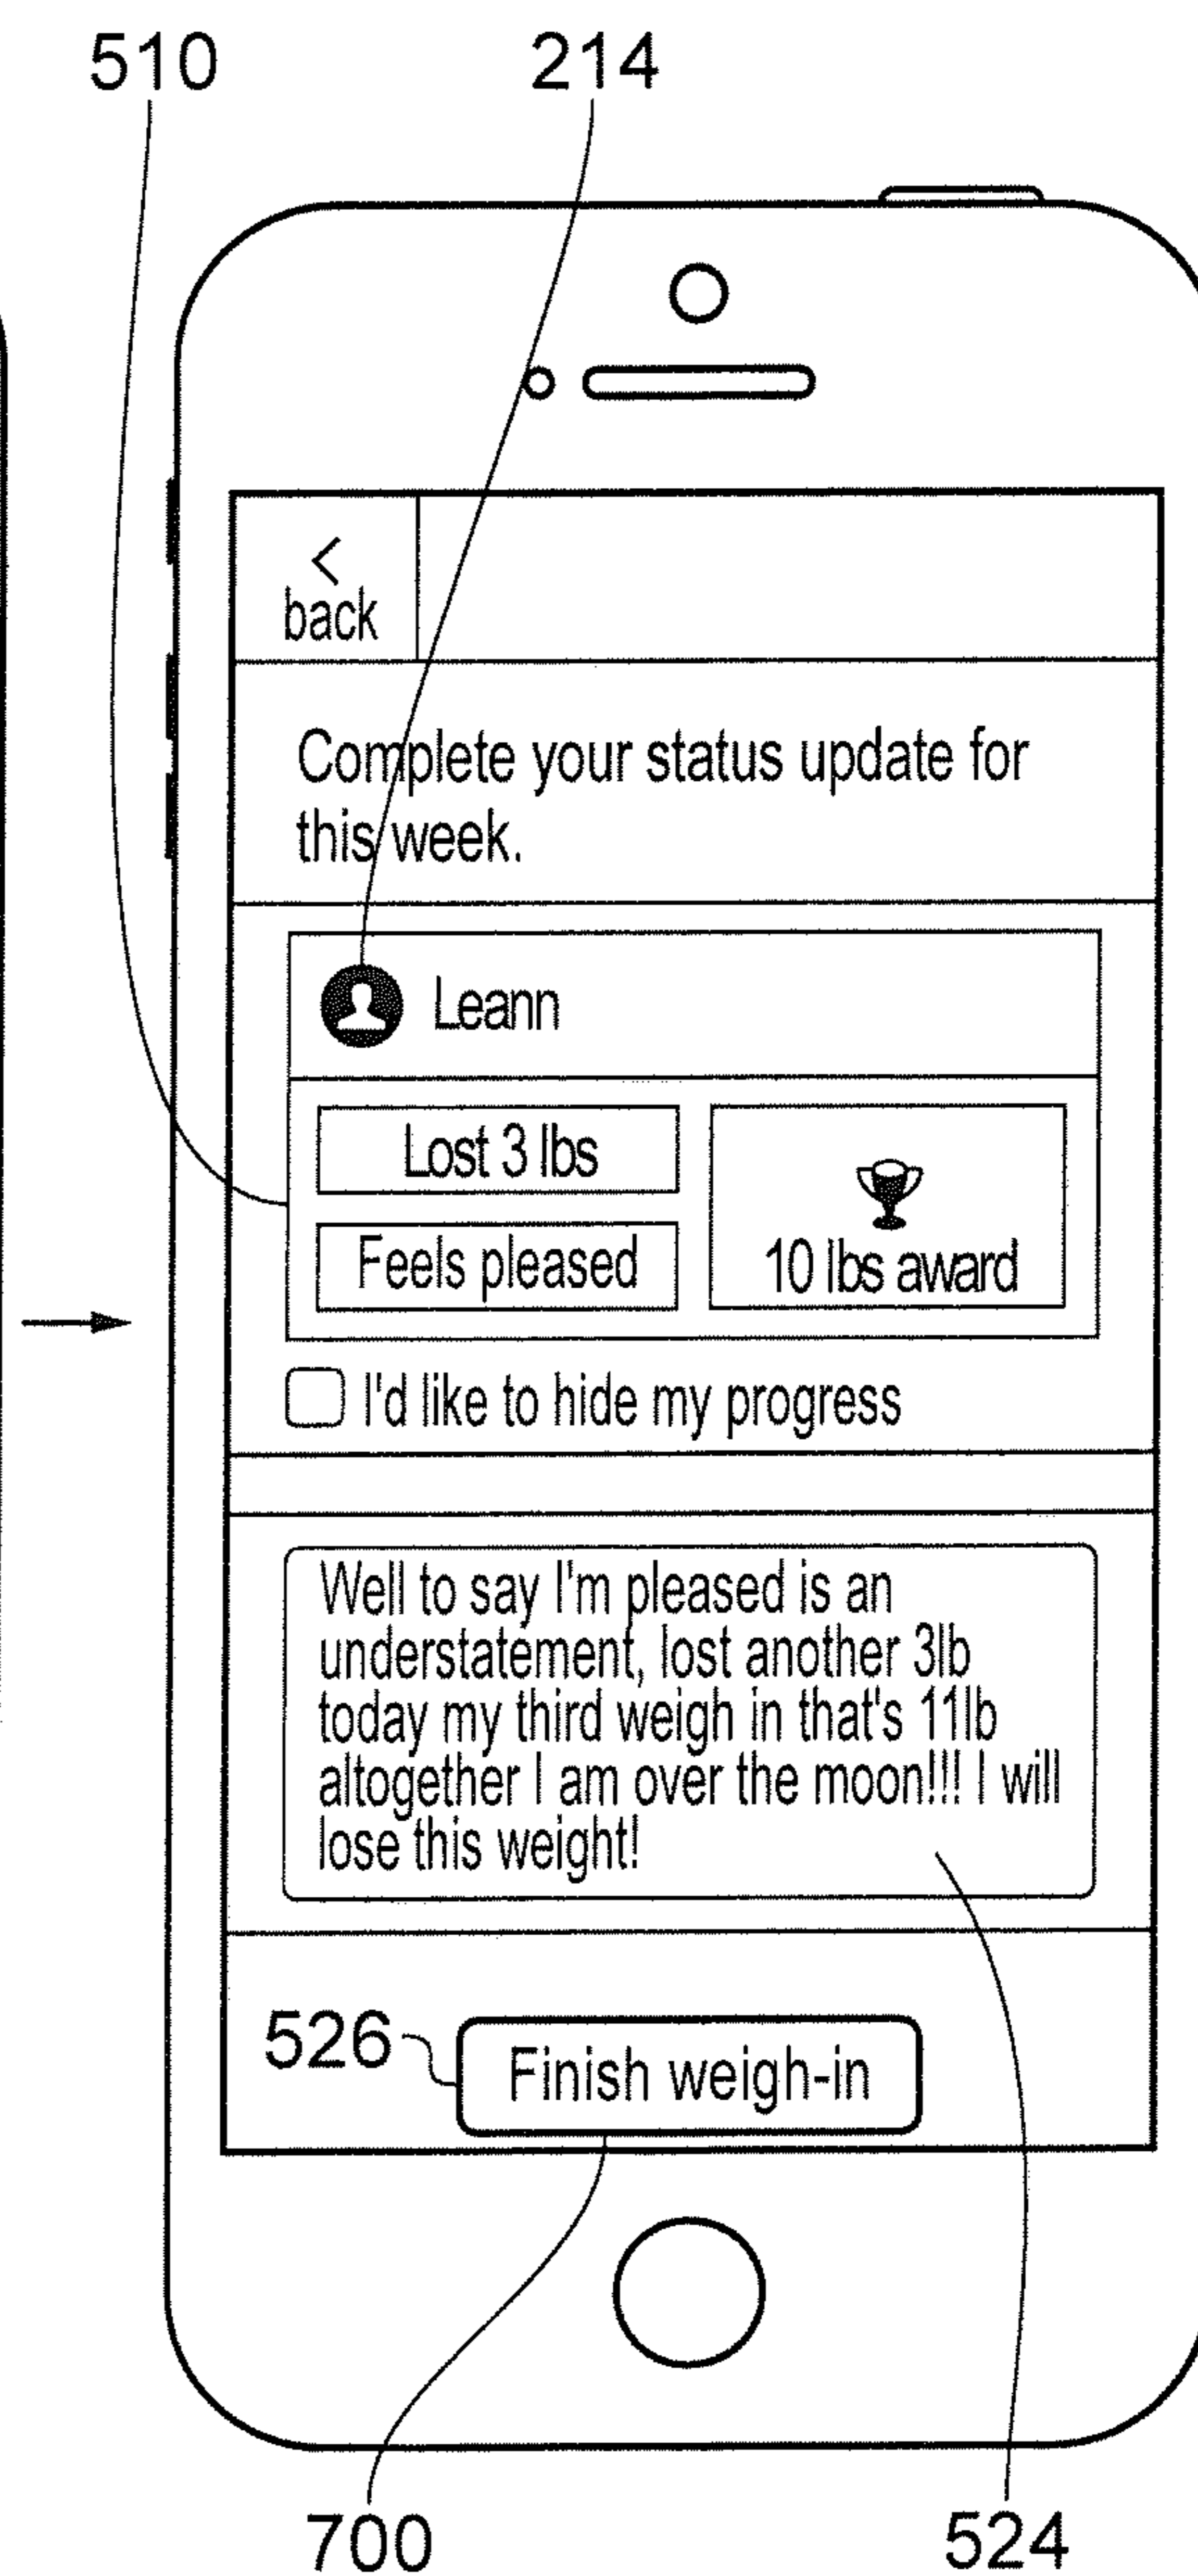 510
214
<
back
Complete your status update for
this week.
Leann
Lost 3 lbs
Feels pleased
10 lbs award
I'd like to hide my progress
Well to say I'm pleased is an
understatement, lost another 3lb
today my third weigh in that's 11lb
altogether I am over the moon!!! I will
lose this weight!
526
Finish weigh-in
700
524